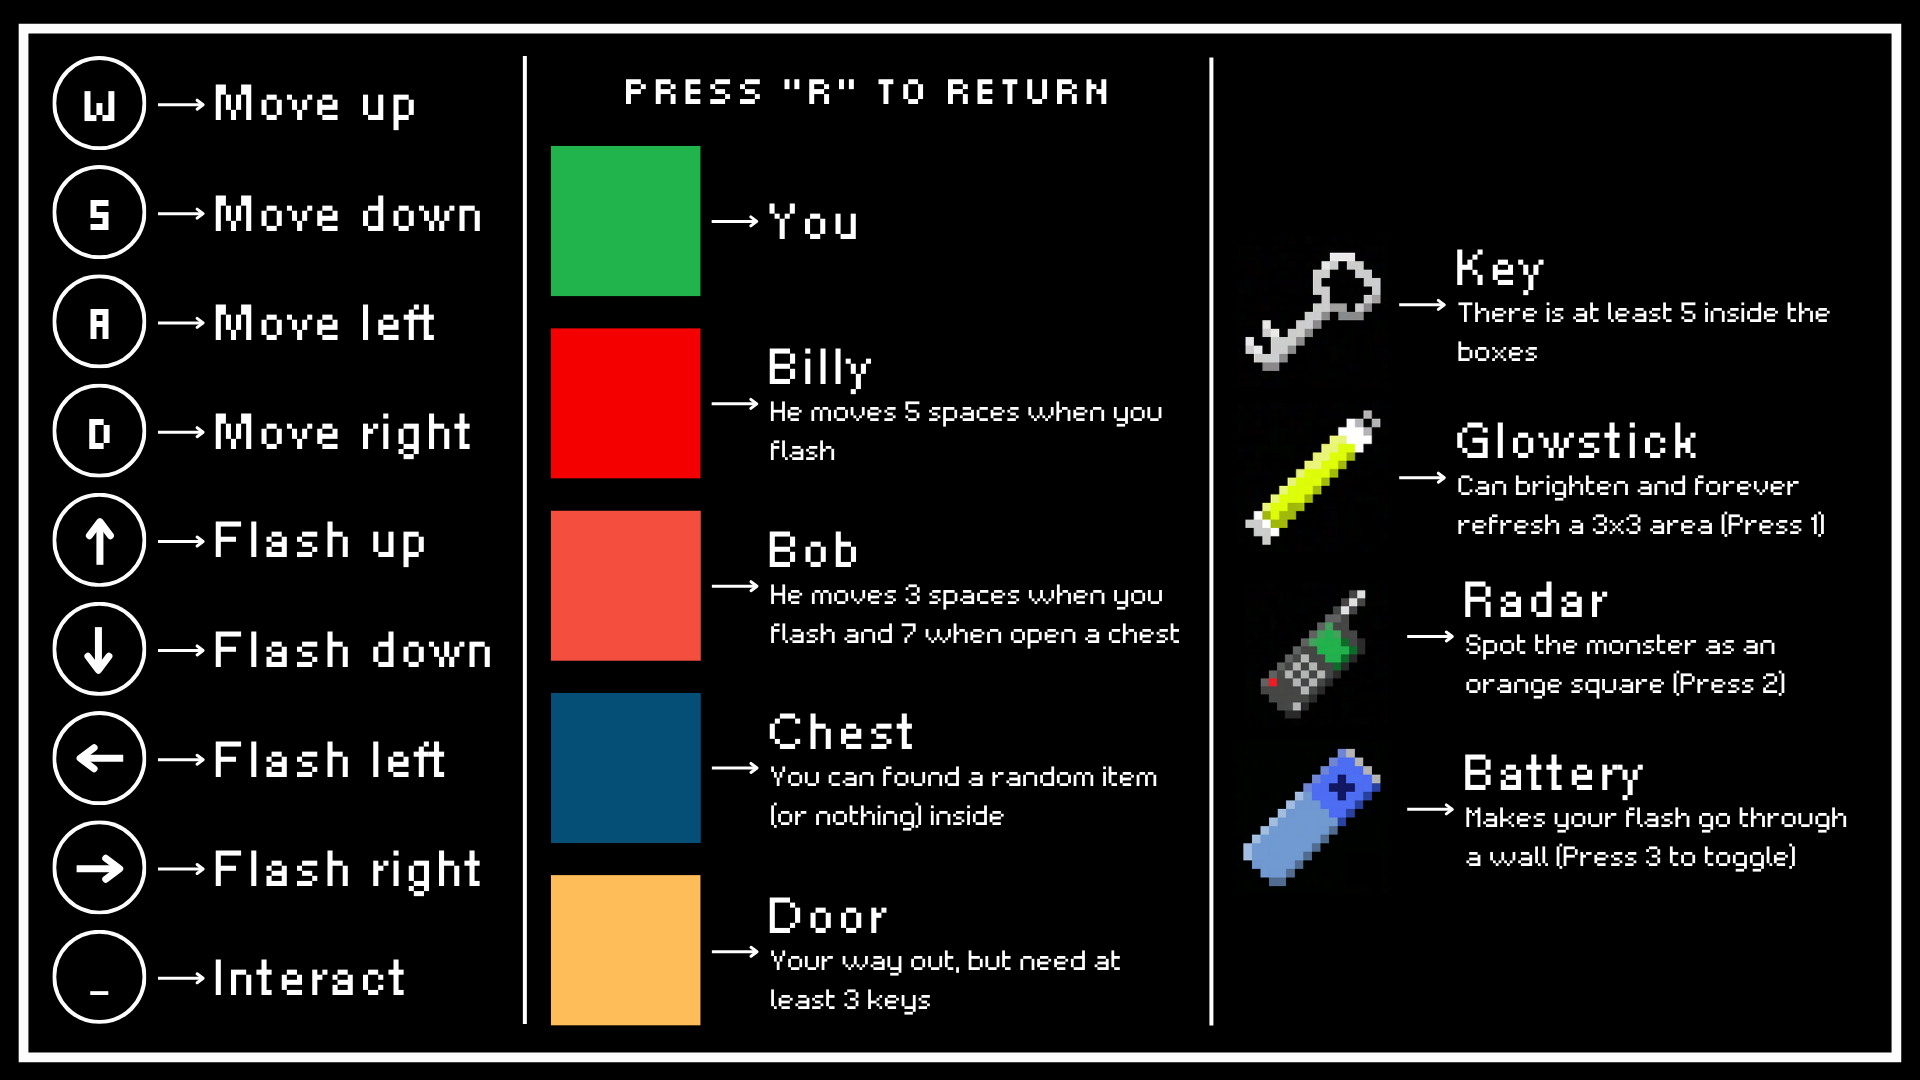 W → Move up
S → Move down
A → Move left
D → Move right
↑ → Flash up
↓ → Flash down
← → Flash left
→ → Flash right
_ → Interact
PRESS "R" TO RETURN
→ You
→ Billy
He moves 5 spaces when you
flash
→ Bob
He moves 3 spaces when you
flash and 7 when open a chest
→ Chest
You can found a random item
(or nothing) inside
→ Door
Your way out, but need at
least 3 keys
→ Key
There is at least 5 inside the
boxes
→ Glowstick
Can brighten and forever
refresh a 3x3 area (Press 1)
→ Radar
Spot the monster as an
orange square (Press 2)
→ Battery
Makes your flash go through
a wall (Press 3 to toggle)